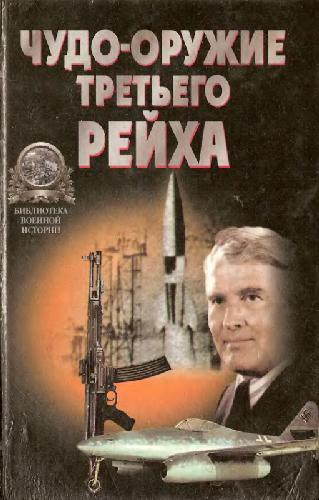 ЧУДО-ОРУЖИЕ
ТРЕТЬЕГО
РЕЙХА
БИБЛИОТЕКА
ВОЕННОЙ
ИСТОРИИ